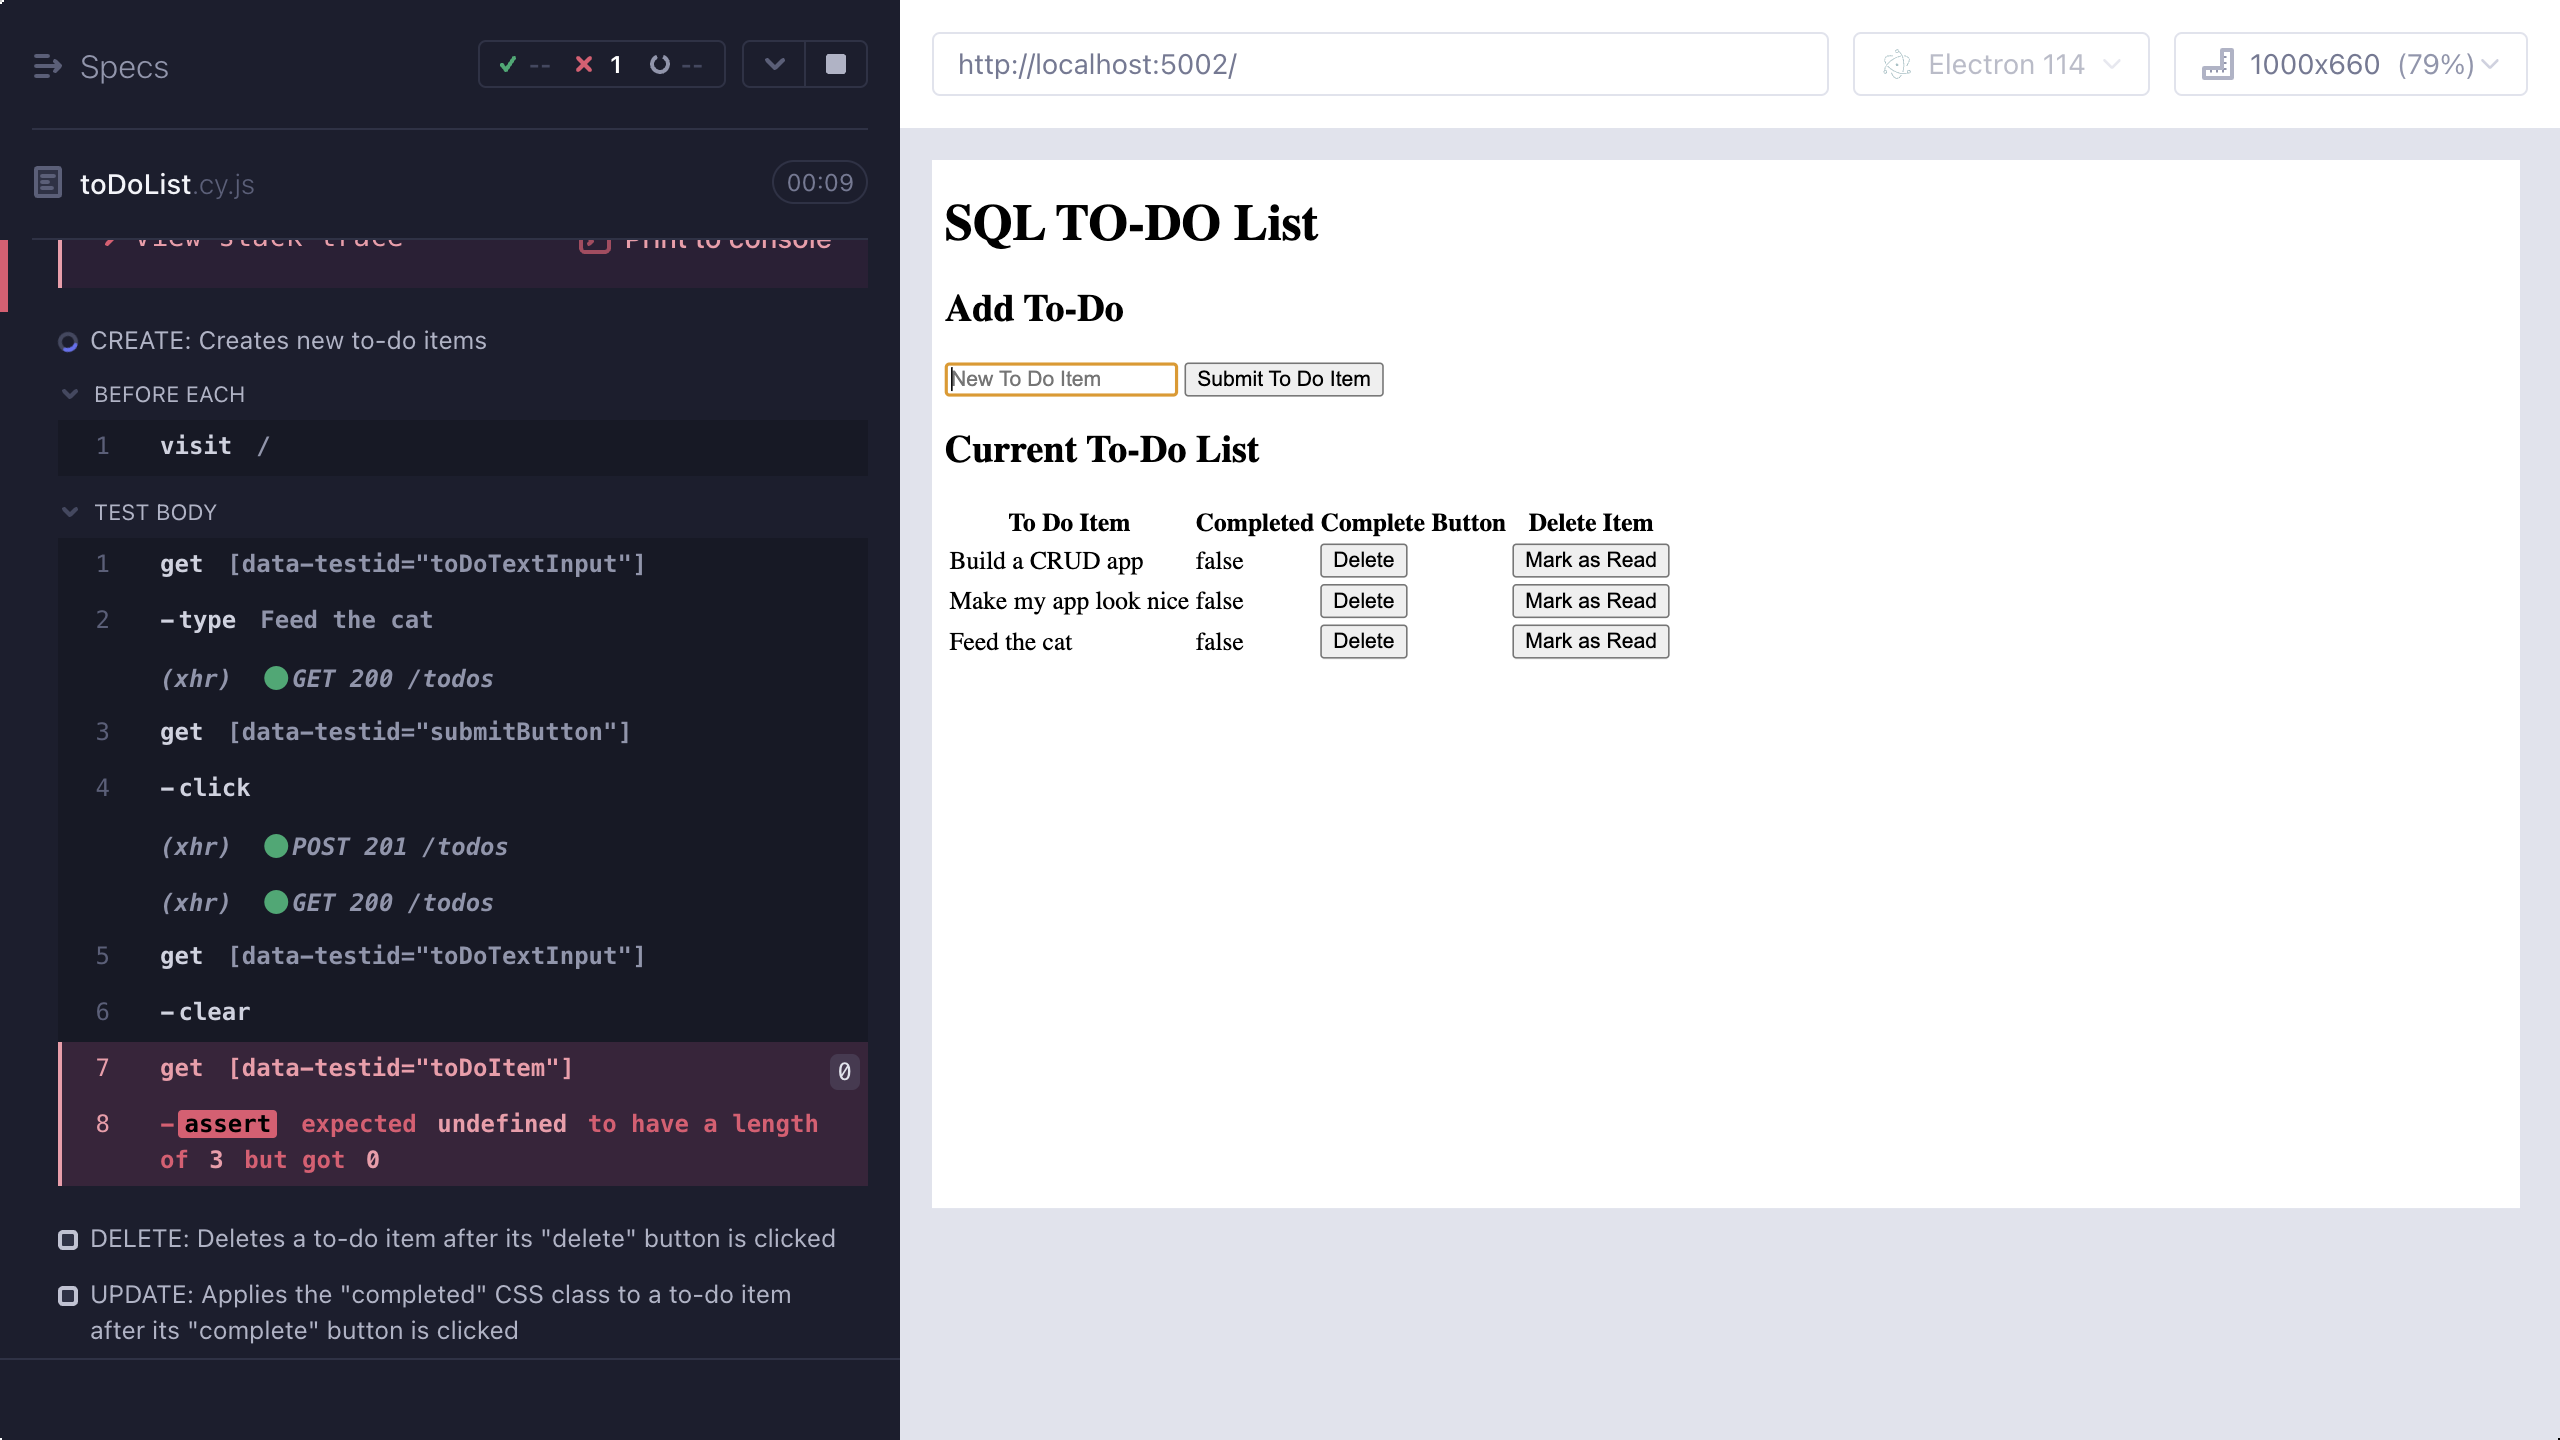 Specs
-- 1 --
toDoList.cy.js
00:09
View stack trace
Print to console
CREATE: Creates new to-do items
BEFORE EACH
1 visit /
TEST BODY
1 get [data-testid="toDoTextInput"]
2 -type Feed the cat
(xhr) GET 200 /todos
3 get [data-testid="submitButton"]
4 -click
(xhr) POST 201 /todos
(xhr) GET 200 /todos
5 get [data-testid="toDoTextInput"]
6 -clear
7 get [data-testid="toDoItem"] 0
8 -assert expected undefined to have a length
of 3 but got 0
DELETE: Deletes a to-do item after its "delete" button is clicked
UPDATE: Applies the "completed" CSS class to a to-do item
after its "complete" button is clicked
http://localhost:5002/
Electron 114
1000x660 (79%)
SQL TO-DO List
Add To-Do
New To Do Item Submit To Do Item
Current To-Do List
To Do Item Completed Complete Button Delete Item
Build a CRUD app false Delete Mark as Read
Make my app look nice false Delete Mark as Read
Feed the cat false Delete Mark as Read